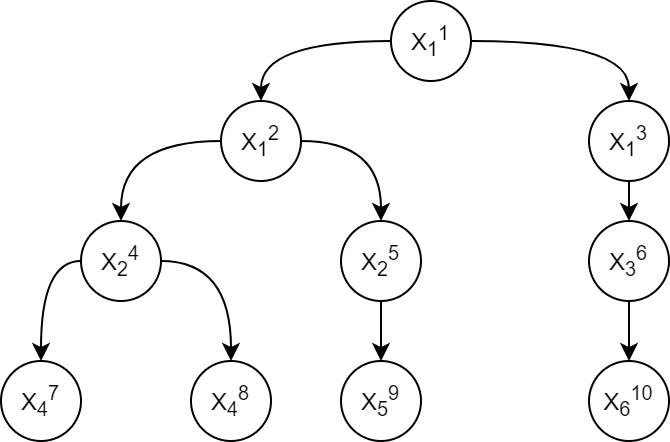 X₁¹
X₁² X₁³
X₂⁴ X₂⁵ X₃⁶
X₄⁷ X₄⁸ X₅⁹ X₆¹⁰